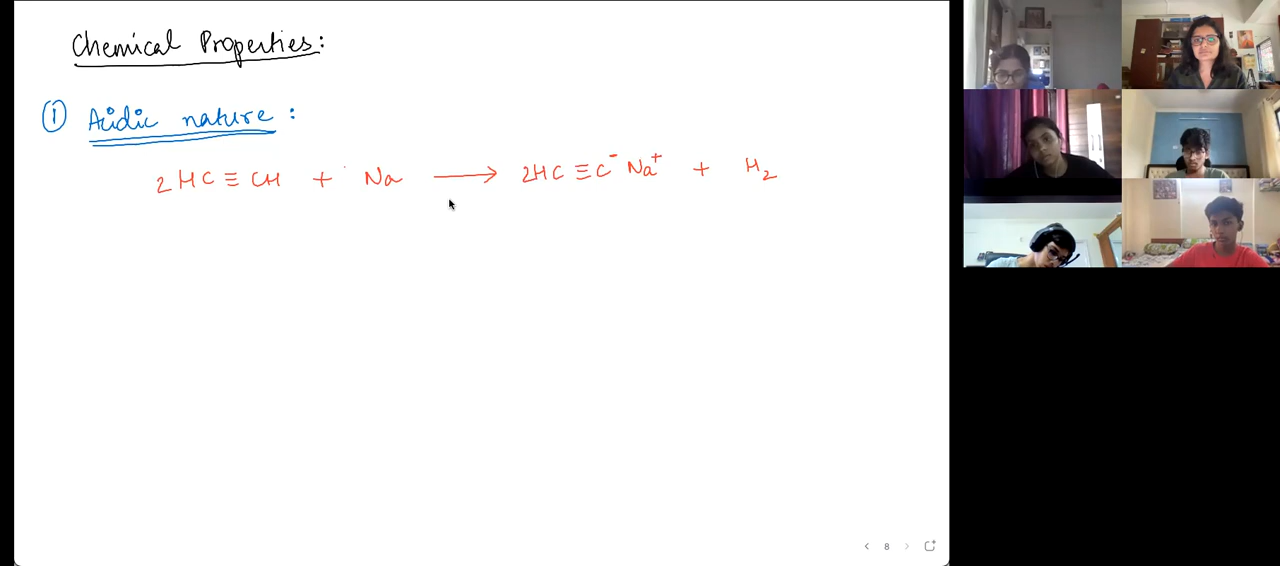 Chemical Properties:
① Acidic nature :
2HC ≡ CH + Na ⟶ 2HC ≡ C⁻ Na⁺ + H₂
8